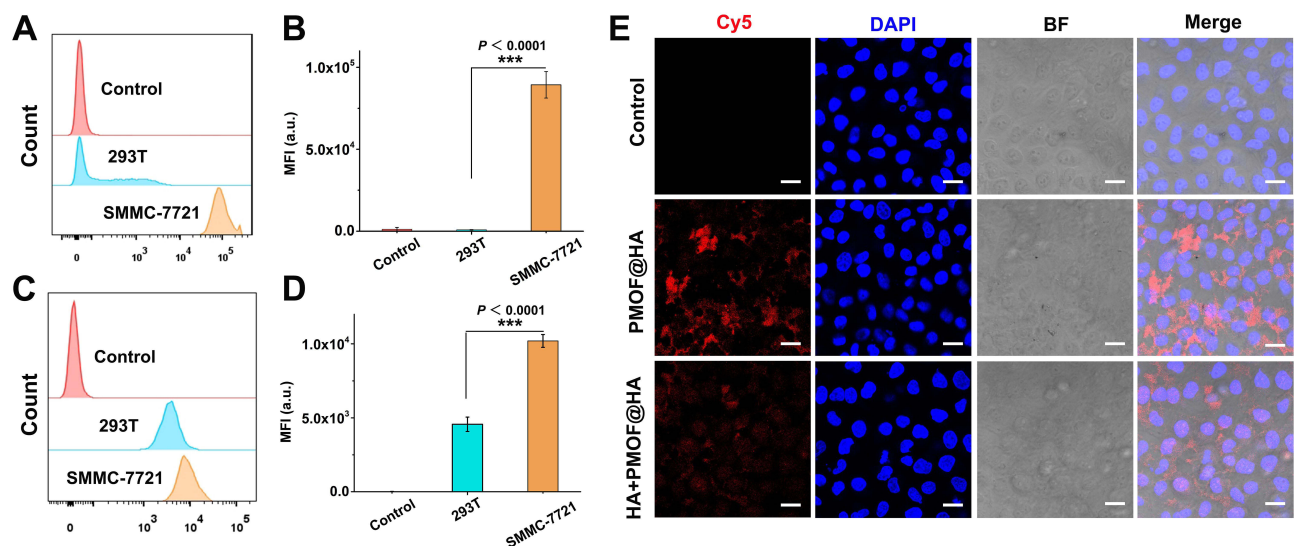 A
Count
Control
293T
SMMC-7721
0
10³
10⁴
10⁵
B
MFI (a.u.)
P < 0.0001
***
1.0x10⁵
5.0x10⁴
0.0
Control
293T
SMMC-7721
C
Count
Control
293T
SMMC-7721
0
10³
10⁴
10⁵
D
MFI (a.u.)
P < 0.0001
***
1.0x10⁴
5.0x10³
0.0
Control
293T
SMMC-7721
E
Cy5 DAPI BF Merge
Control
PMOF@HA
HA+PMOF@HA